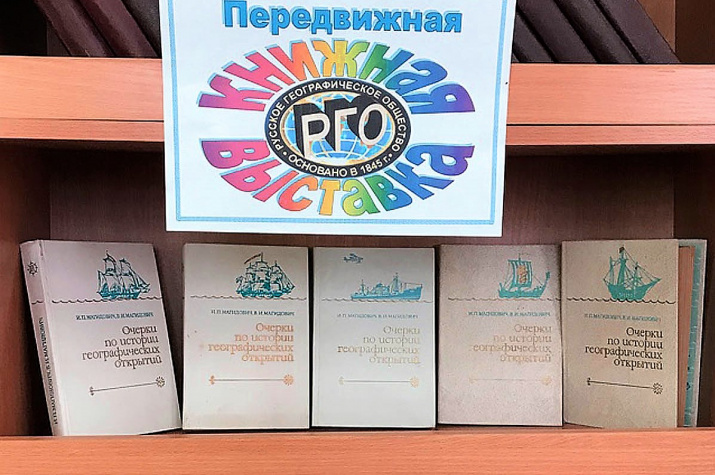 Передвижная
КНИЖНАЯ
• РУССКОЕ ГЕОГРАФИЧЕСКОЕ ОБЩЕСТВО •
РГО
ОСНОВАНО В 1845 г.
ВЫСТАВКА
И.П. МАГИДОВИЧ, В.И. МАГИДОВИЧ
И.П. МАГИДОВИЧ, В.И. МАГИДОВИЧ
Очерки
по истории
географических
открытий
И.П. МАГИДОВИЧ, В.И. МАГИДОВИЧ
Очерки
по истории
географических
открытий
И.П. МАГИДОВИЧ, В.И. МАГИДОВИЧ
Очерки
по истории
географических
открытий
И.П. МАГИДОВИЧ, В.И. МАГИДОВИЧ
Очерки
по истории
географических
открытий
И.П. МАГИДОВИЧ, В.И. МАГИДОВИЧ
Очерки
по истории
географических
открытий